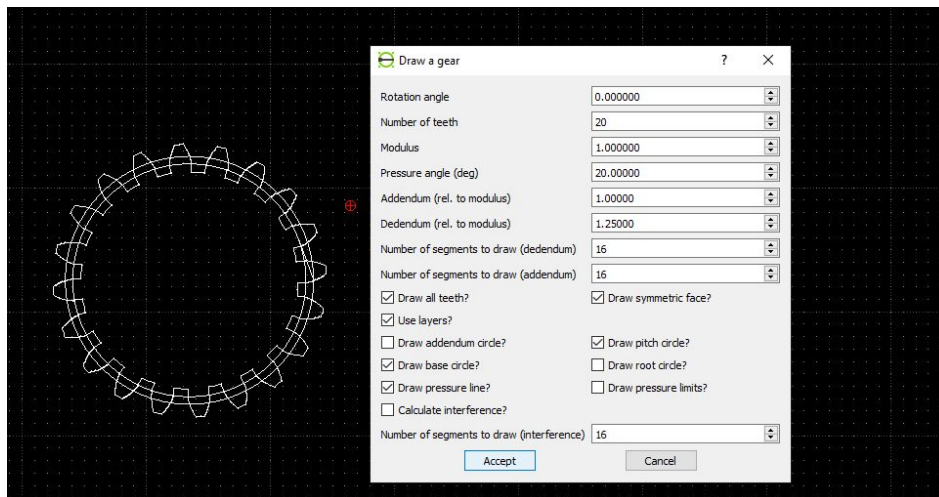 Draw a gear ?
Rotation angle 0.000000
Number of teeth 20
Modulus 1.000000
Pressure angle (deg) 20.00000
Addendum (rel. to modulus) 1.00000
Dedendum (rel. to modulus) 1.25000
Number of segments to draw (dedendum) 16
Number of segments to draw (addendum) 16
Draw all teeth? Draw symmetric face?
Use layers?
Draw addendum circle? Draw pitch circle?
Draw base circle? Draw root circle?
Draw pressure line? Draw pressure limits?
Calculate interference?
Number of segments to draw (interference) 16
Accept Cancel